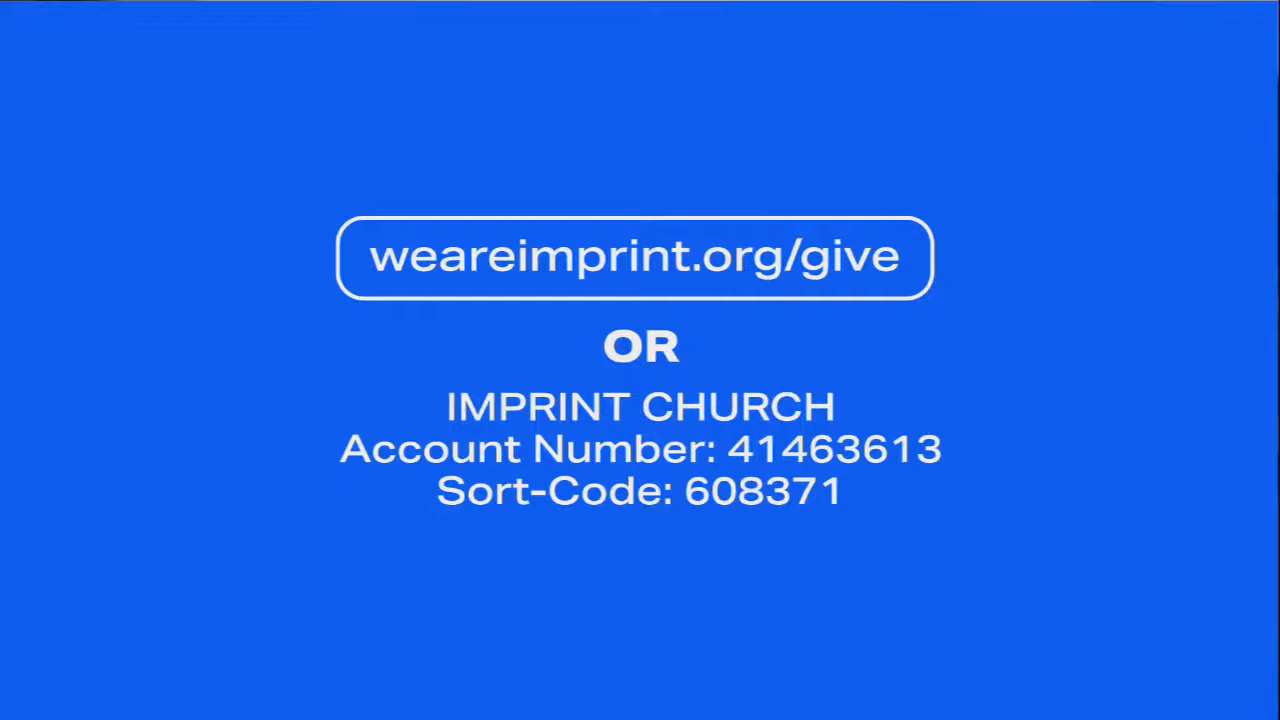 weareimprint.org/give
OR
IMPRINT CHURCH
Account Number: 41463613
Sort-Code: 608371